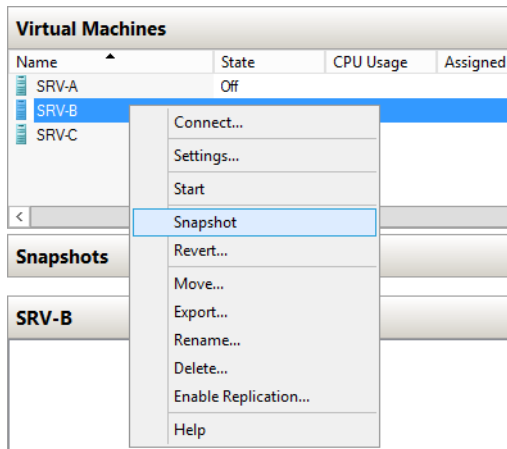 Virtual Machines
Name State CPU Usage Assigned
SRV-A Off
SRV-B
SRV-C
Connect...
Settings...
Start
Snapshot
Revert...
Move...
Export...
Rename...
Delete...
Enable Replication...
Help
Snapshots
SRV-B